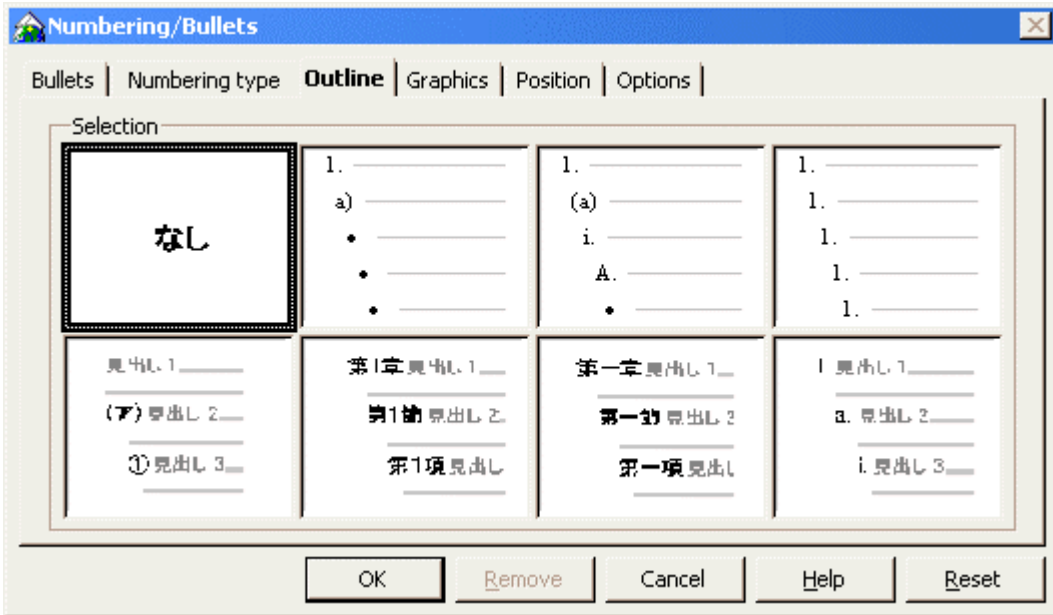 Numbering/Bullets
Bullets Numbering type Outline Graphics Position Options
Selection
なし
1.
a)
•
•
•
1.
(a)
i.
A.
•
1.
1.
1.
1.
1.
見出し 1
(ア) 見出し 2
① 見出し 3
第1章 見出し 1
第1節 見出し 2
第1項 見出し
第一章 見出し 1
第一節 見出し 2
第一項 見出し
1 見出し 1
a. 見出し 2
i. 見出し 3
OK Remove Cancel Help Reset